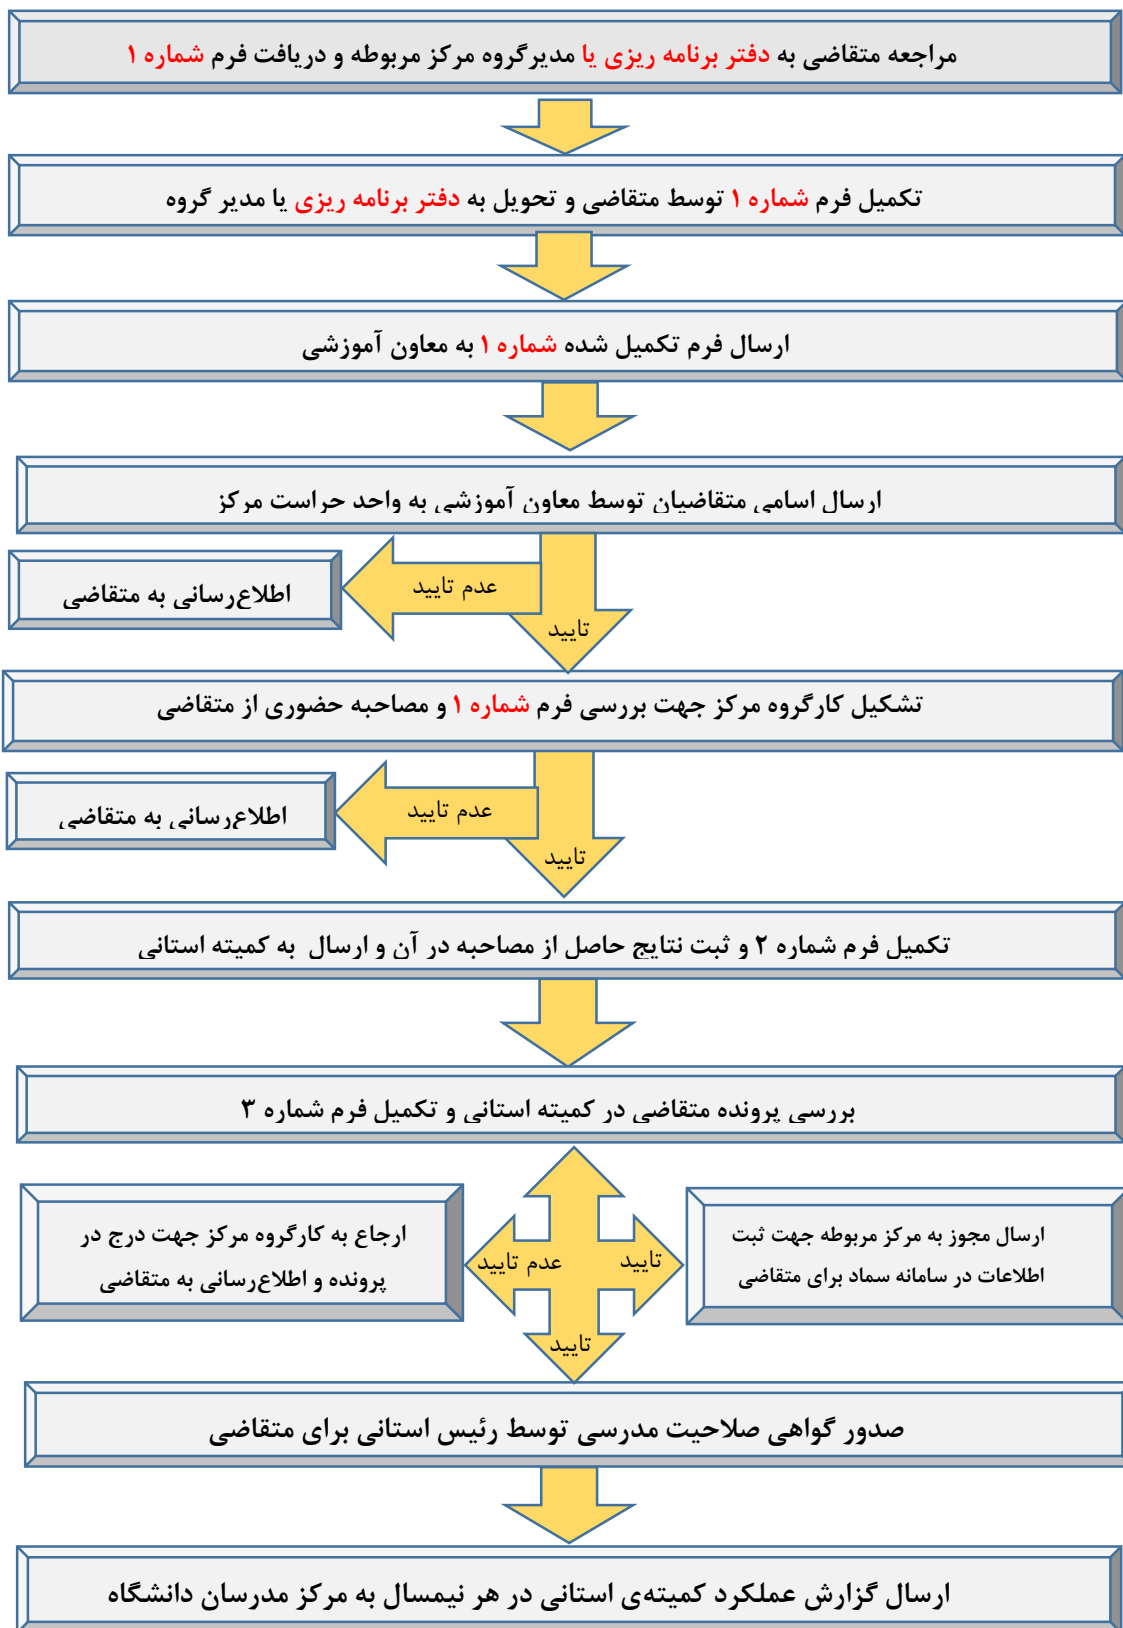 مراجعه متقاضی به دفتر برنامه ریزی یا مدیرگروه مرکز مربوطه و دریافت فرم شماره ۱
تکمیل فرم شماره ۱ توسط متقاضی و تحویل به دفتر برنامه ریزی یا مدیر گروه
ارسال فرم تکمیل شده شماره ۱ به معاون آموزشی
ارسال اسامی متقاضیان توسط معاون آموزشی به واحد حراست مرکز
عدم تایید
اطلاع‌رسانی به متقاضی
تایید
تشکیل کارگروه مرکز جهت بررسی فرم شماره ۱ و مصاحبه حضوری از متقاضی
عدم تایید
اطلاع‌رسانی به متقاضی
تایید
تکمیل فرم شماره ۲ و ثبت نتایج حاصل از مصاحبه در آن و ارسال به کمیته استانی
بررسی پرونده متقاضی در کمیته استانی و تکمیل فرم شماره ۳
ارسال مجوز به مرکز مربوطه جهت ثبت
اطلاعات در سامانه سماد برای متقاضی
تایید
عدم تایید
ارجاع به کارگروه مرکز جهت درج در
پرونده و اطلاع‌رسانی به متقاضی
تایید
صدور گواهی صلاحیت مدرسی توسط رئیس استانی برای متقاضی
ارسال گزارش عملکرد کمیته‌ی استانی در هر نیمسال به مرکز مدرسان دانشگاه